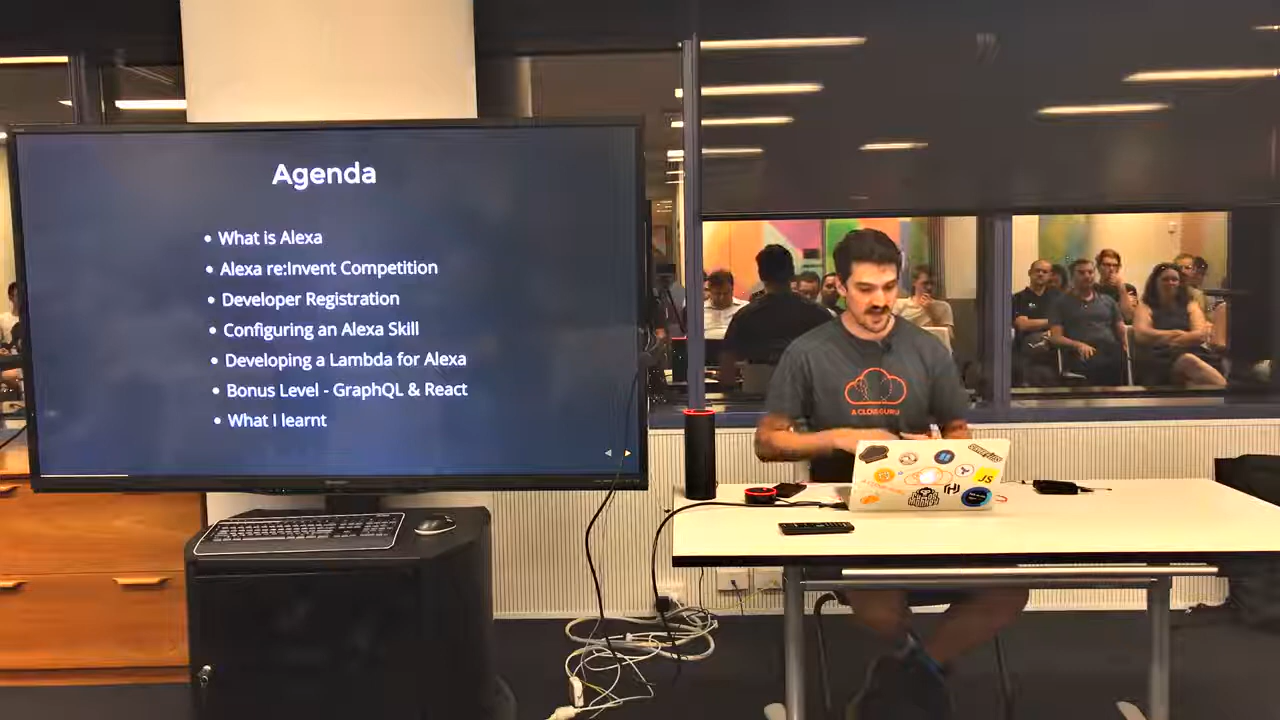 Agenda
• What is Alexa
• Alexa re:Invent Competition
• Developer Registration
• Configuring an Alexa Skill
• Developing a Lambda for Alexa
• Bonus Level - GraphQL & React
• What I learnt
A CLOUD GURU
JS